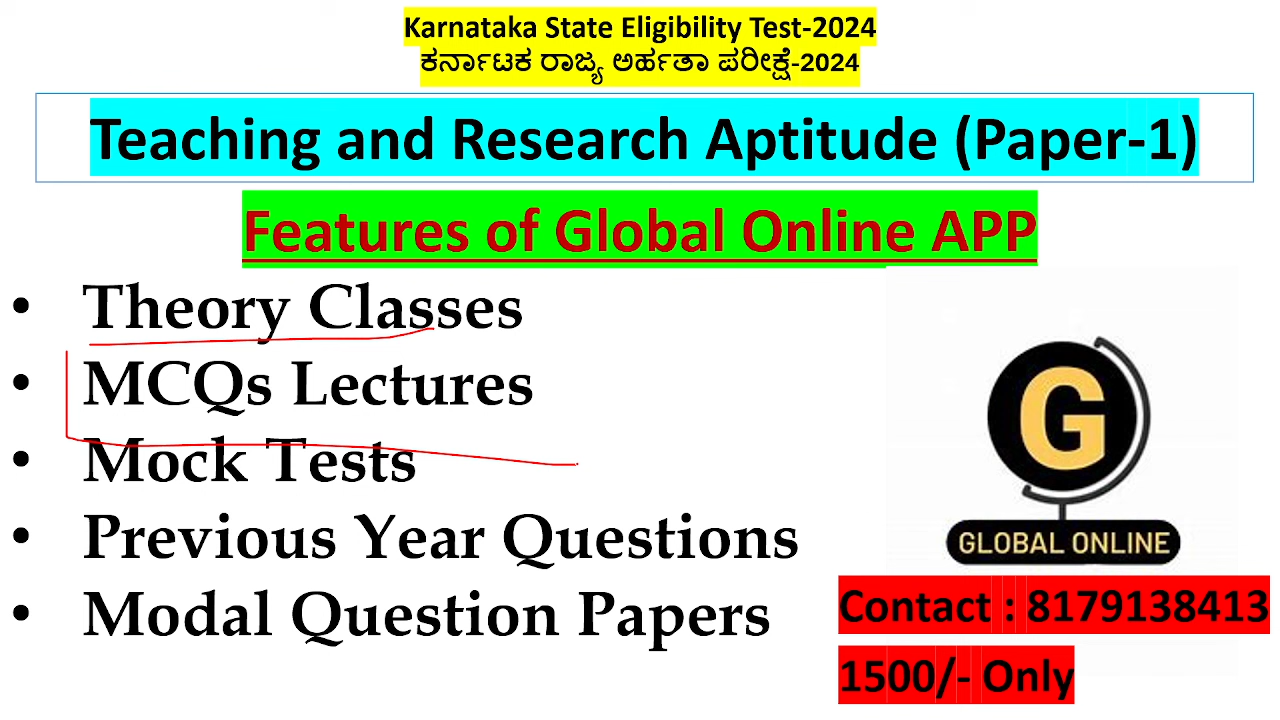 Karnataka State Eligibility Test-2024
ಕರ್ನಾಟಕ ರಾಜ್ಯ ಅರ್ಹತಾ ಪರೀಕ್ಷೆ-2024
Teaching and Research Aptitude (Paper-1)
Features of Global Online APP
• Theory Classes
• MCQs Lectures
• Mock Tests
• Previous Year Questions
• Modal Question Papers
G
GLOBAL ONLINE
Contact : 8179138413
1500/- Only